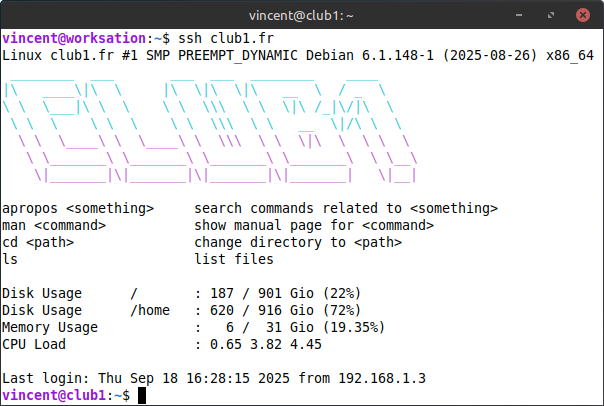 vincent@club1:~
vincent@worksation:~$ ssh club1.fr
Linux club1.fr #1 SMP PREEMPT_DYNAMIC Debian 6.1.148-1 (2025-08-26) x86_64
CLUB1
apropos <something>     search commands related to <something>
man <command>           show manual page for <command>
cd <path>               change directory to <path>
ls                      list files
Disk Usage      /       : 187 / 901 Gio (22%)
Disk Usage      /home   : 620 / 916 Gio (72%)
Memory Usage            :   6 /  31 Gio (19.35%)
CPU Load                : 0.65 3.82 4.45
Last login: Thu Sep 18 16:28:15 2025 from 192.168.1.3
vincent@club1:~$